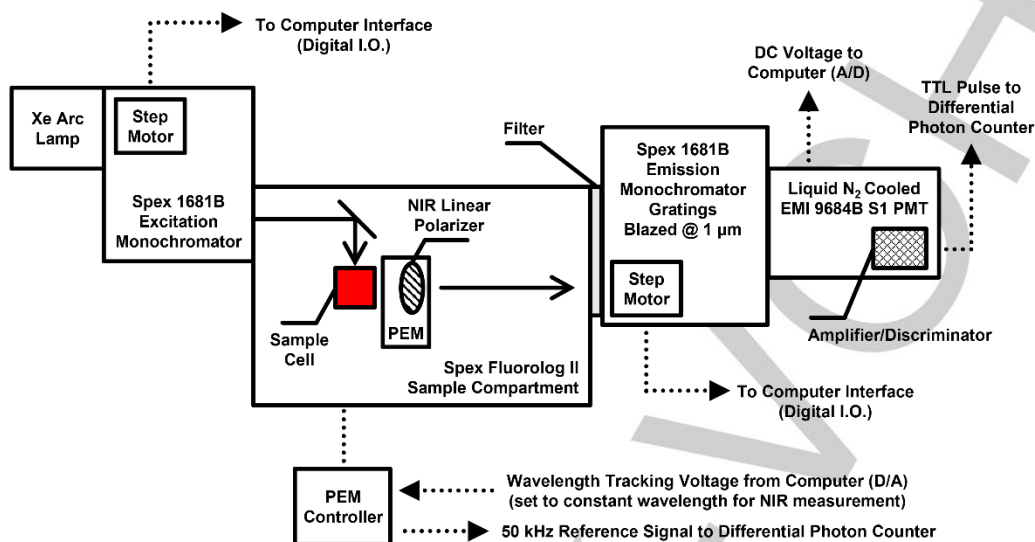 To Computer Interface
(Digital I.O.)
Xe Arc
Lamp
Step
Motor
Spex 1681B
Excitation
Monochromator
NIR Linear
Polarizer
Sample
Cell
PEM
Spex Fluorolog II
Sample Compartment
Filter
Spex 1681B
Emission
Monochromator
Gratings
Blazed @ 1 µm
Step
Motor
DC Voltage to
Computer (A/D)
TTL Pulse to
Differential
Photon Counter
Liquid N₂ Cooled
EMI 9684B S1 PMT
Amplifier/Discriminator
To Computer Interface
(Digital I.O.)
PEM
Controller
Wavelength Tracking Voltage from Computer (D/A)
(set to constant wavelength for NIR measurement)
50 kHz Reference Signal to Differential Photon Counter